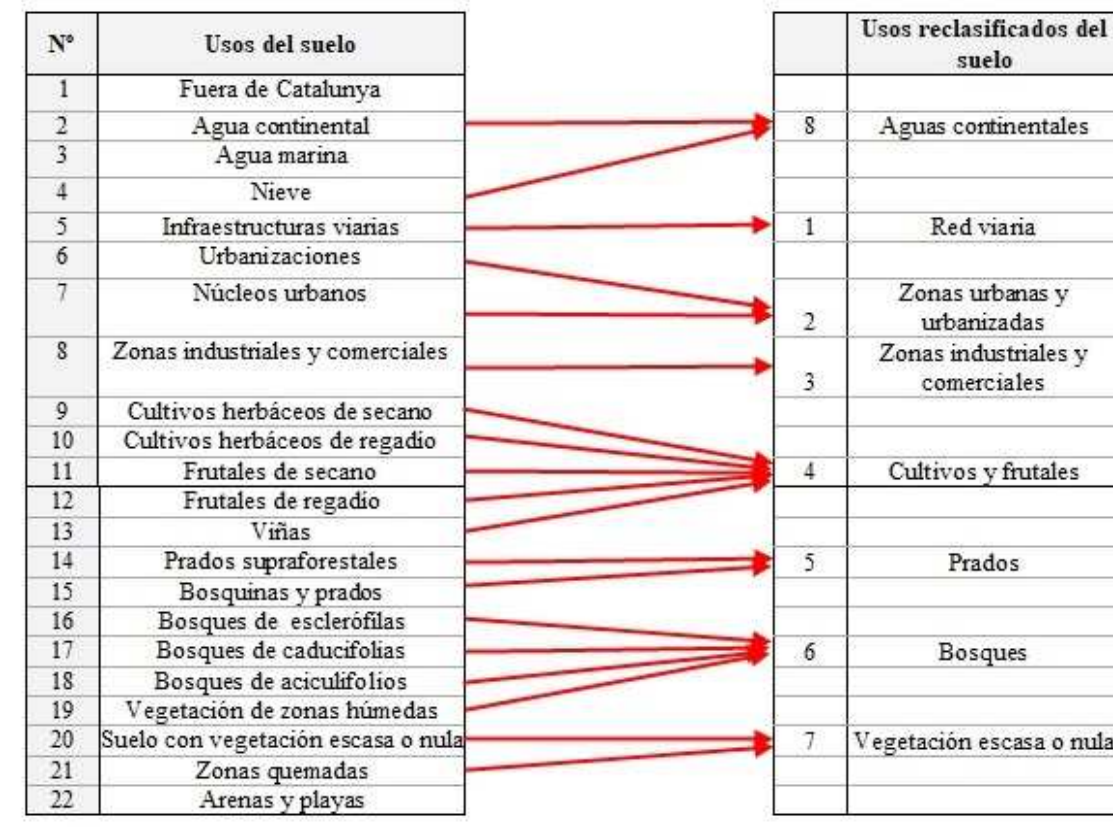 Nº Usos del suelo
1 Fuera de Catalunya
2 Agua continental
3 Agua marina
4 Nieve
5 Infraestructuras viarias
6 Urbanizaciones
7 Núcleos urbanos
8 Zonas industriales y comerciales
9 Cultivos herbáceos de secano
10 Cultivos herbáceos de regadío
11 Frutales de secano
12 Frutales de regadío
13 Viñas
14 Prados supraforestales
15 Bosquinas y prados
16 Bosques de esclerófilas
17 Bosques de caducifolias
18 Bosques de aciculifolios
19 Vegetación de zonas húmedas
20 Suelo con vegetación escasa o nula
21 Zonas quemadas
22 Arenas y playas
Usos reclasificados del
suelo
8 Aguas continentales
1 Red viaria
Zonas urbanas y
2 urbanizadas
Zonas industriales y
3 comerciales
4 Cultivos y frutales
5 Prados
6 Bosques
7 Vegetación escasa o nula